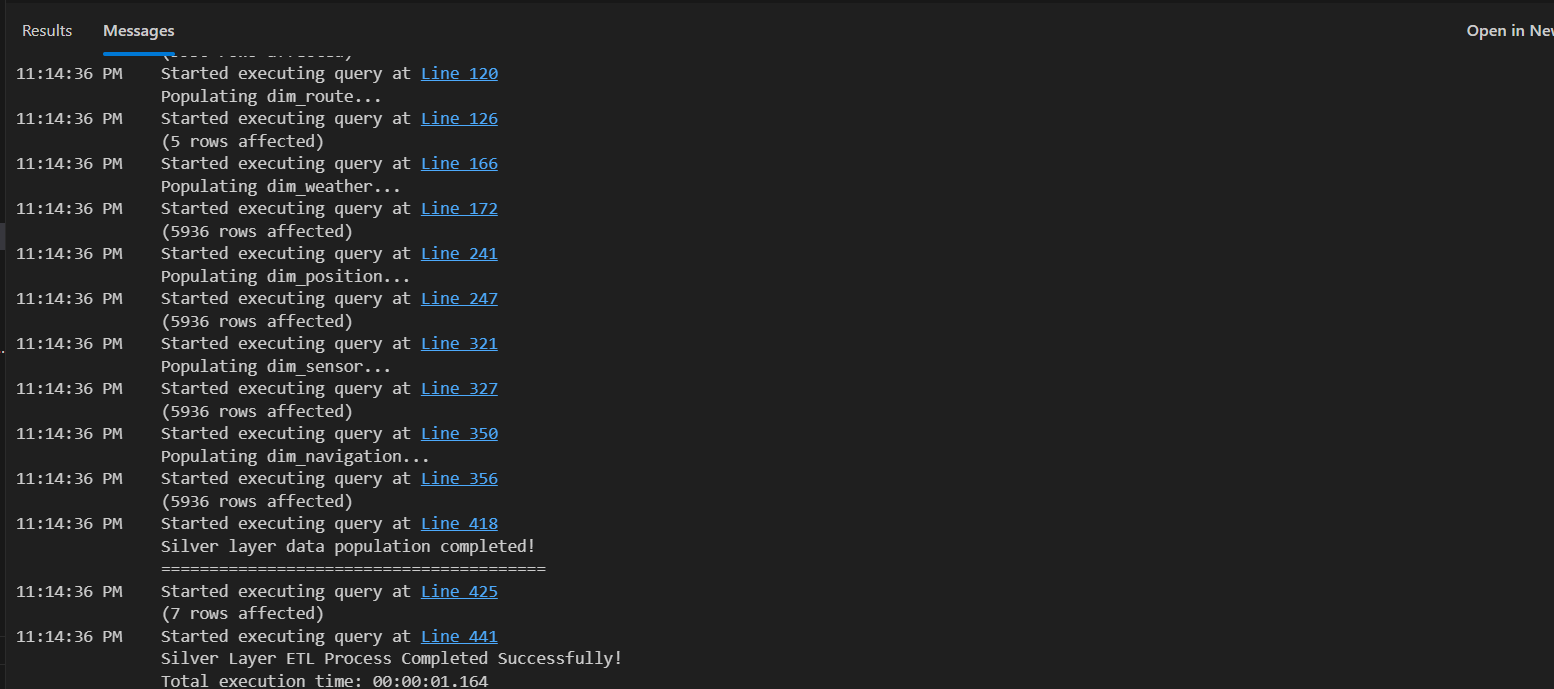 Results Messages Open in New
11:14:36 PM Started executing query at Line 120
Populating dim_route...
11:14:36 PM Started executing query at Line 126
(5 rows affected)
11:14:36 PM Started executing query at Line 166
Populating dim_weather...
11:14:36 PM Started executing query at Line 172
(5936 rows affected)
11:14:36 PM Started executing query at Line 241
Populating dim_position...
11:14:36 PM Started executing query at Line 247
(5936 rows affected)
11:14:36 PM Started executing query at Line 321
Populating dim_sensor...
11:14:36 PM Started executing query at Line 327
(5936 rows affected)
11:14:36 PM Started executing query at Line 350
Populating dim_navigation...
11:14:36 PM Started executing query at Line 356
(5936 rows affected)
11:14:36 PM Started executing query at Line 418
Silver layer data population completed!
========================================
11:14:36 PM Started executing query at Line 425
(7 rows affected)
11:14:36 PM Started executing query at Line 441
Silver Layer ETL Process Completed Successfully!
Total execution time: 00:00:01.164